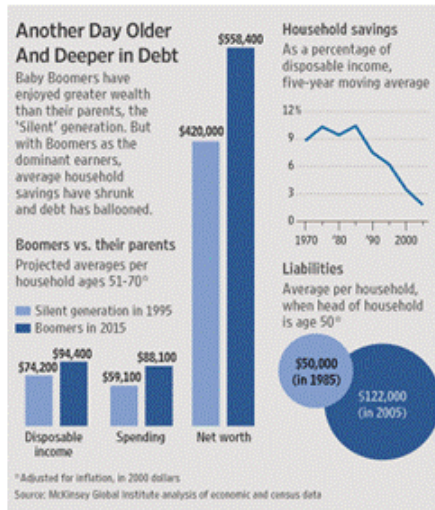 Another Day Older
And Deeper in Debt
Baby Boomers have
enjoyed greater wealth
than their parents, the
'Silent' generation. But
with Boomers as the
dominant earners,
average household
savings have shrunk
and debt has ballooned.
Boomers vs. their parents
Projected averages per
household ages 51-70*
Silent generation in 1995
Boomers in 2015
$74,200
$94,400
Disposable
income
$59,100
$88,100
Spending
$420,000
$558,400
Net worth
Household savings
As a percentage of
disposable income,
five-year moving average
12%
9
6
3
0
1970 '80 '90 2000
Liabilities
Average per household,
when head of household
is age 50*
$50,000
(in 1985)
$122,000
(in 2005)
*Adjusted for inflation, in 2000 dollars
Source: McKinsey Global Institute analysis of economic and census data